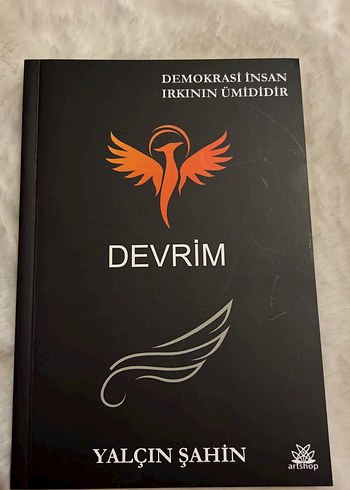 DEMOKRASİ İNSAN
IRKININ ÜMİDİDİR
DEVRİM
YALÇIN ŞAHİN
artshop